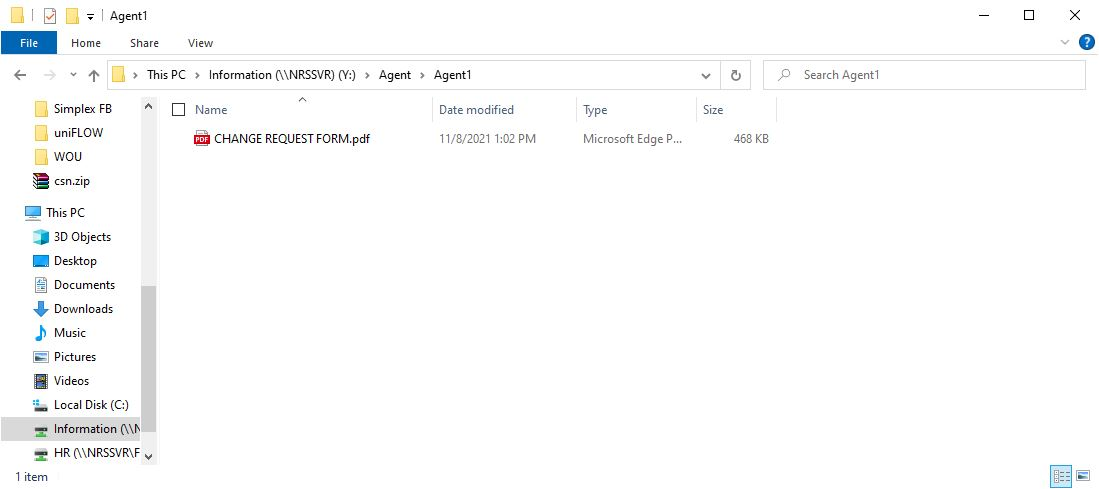 Agent1
File Home Share View
This PC Information (\\NRSSVR) (Y:) Agent Agent1
Search Agent1
Simplex FB
uniFLOW
WOU
csn.zip
This PC
3D Objects
Desktop
Documents
Downloads
Music
Pictures
Videos
Local Disk (C:)
Information (\\N
HR (\\NRSSVR\F
Name Date modified Type Size
PDF CHANGE REQUEST FORM.pdf 11/8/2021 1:02 PM Microsoft Edge P... 468 KB
1 item